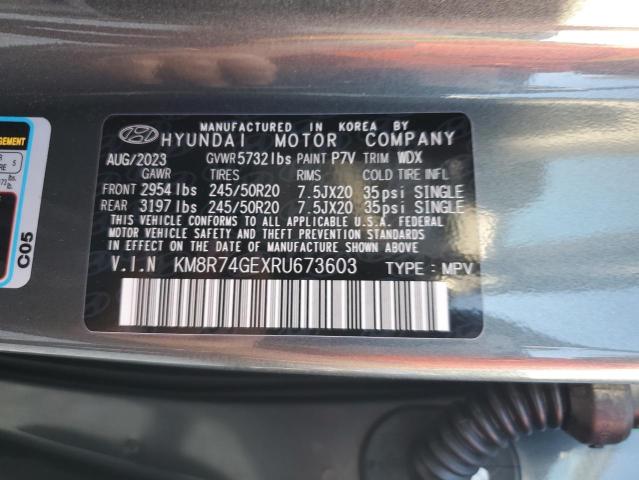 MANUFACTURED IN KOREA BY
HYUNDAI MOTOR COMPANY
AUG/2023 GVWR 5732 lbs PAINT P7V TRIM WDX
GAWR TIRES RIMS COLD TIRE INFL
FRONT 2954 lbs 245/50R20 7.5JX20 35psi SINGLE
REAR 3197 lbs 245/50R20 7.5JX20 35psi SINGLE
THIS VEHICLE CONFORMS TO ALL APPLICABLE U.S.A. FEDERAL
MOTOR VEHICLE SAFETY AND THEFT PREVENTION STANDARDS
IN EFFECT ON THE DATE OF MANUFACTURE SHOWN ABOVE.
V.I.N KM8R74GEXRU673603 TYPE : MPV
C05